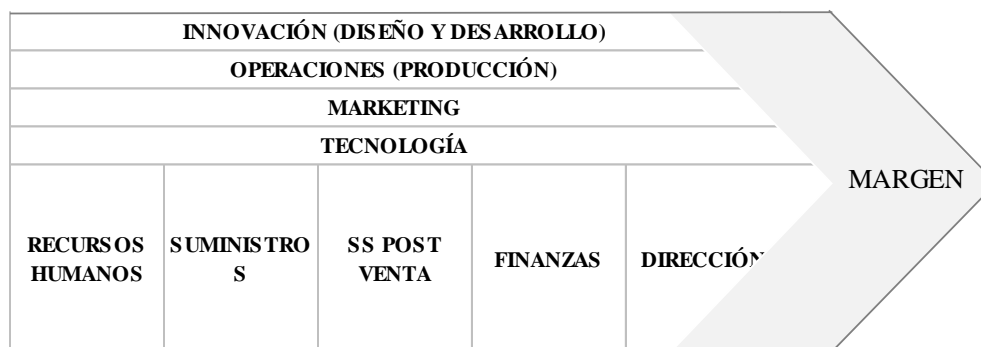 INNOVACIÓN (DISEÑO Y DESARROLLO)
OPERACIONES (PRODUCCIÓN)
MARKETING
TECNOLOGÍA
MARGEN
RECURSOS
HUMANOS
SUMINISTRO
S
SS POST
VENTA
FINANZAS
DIRECCIÓN